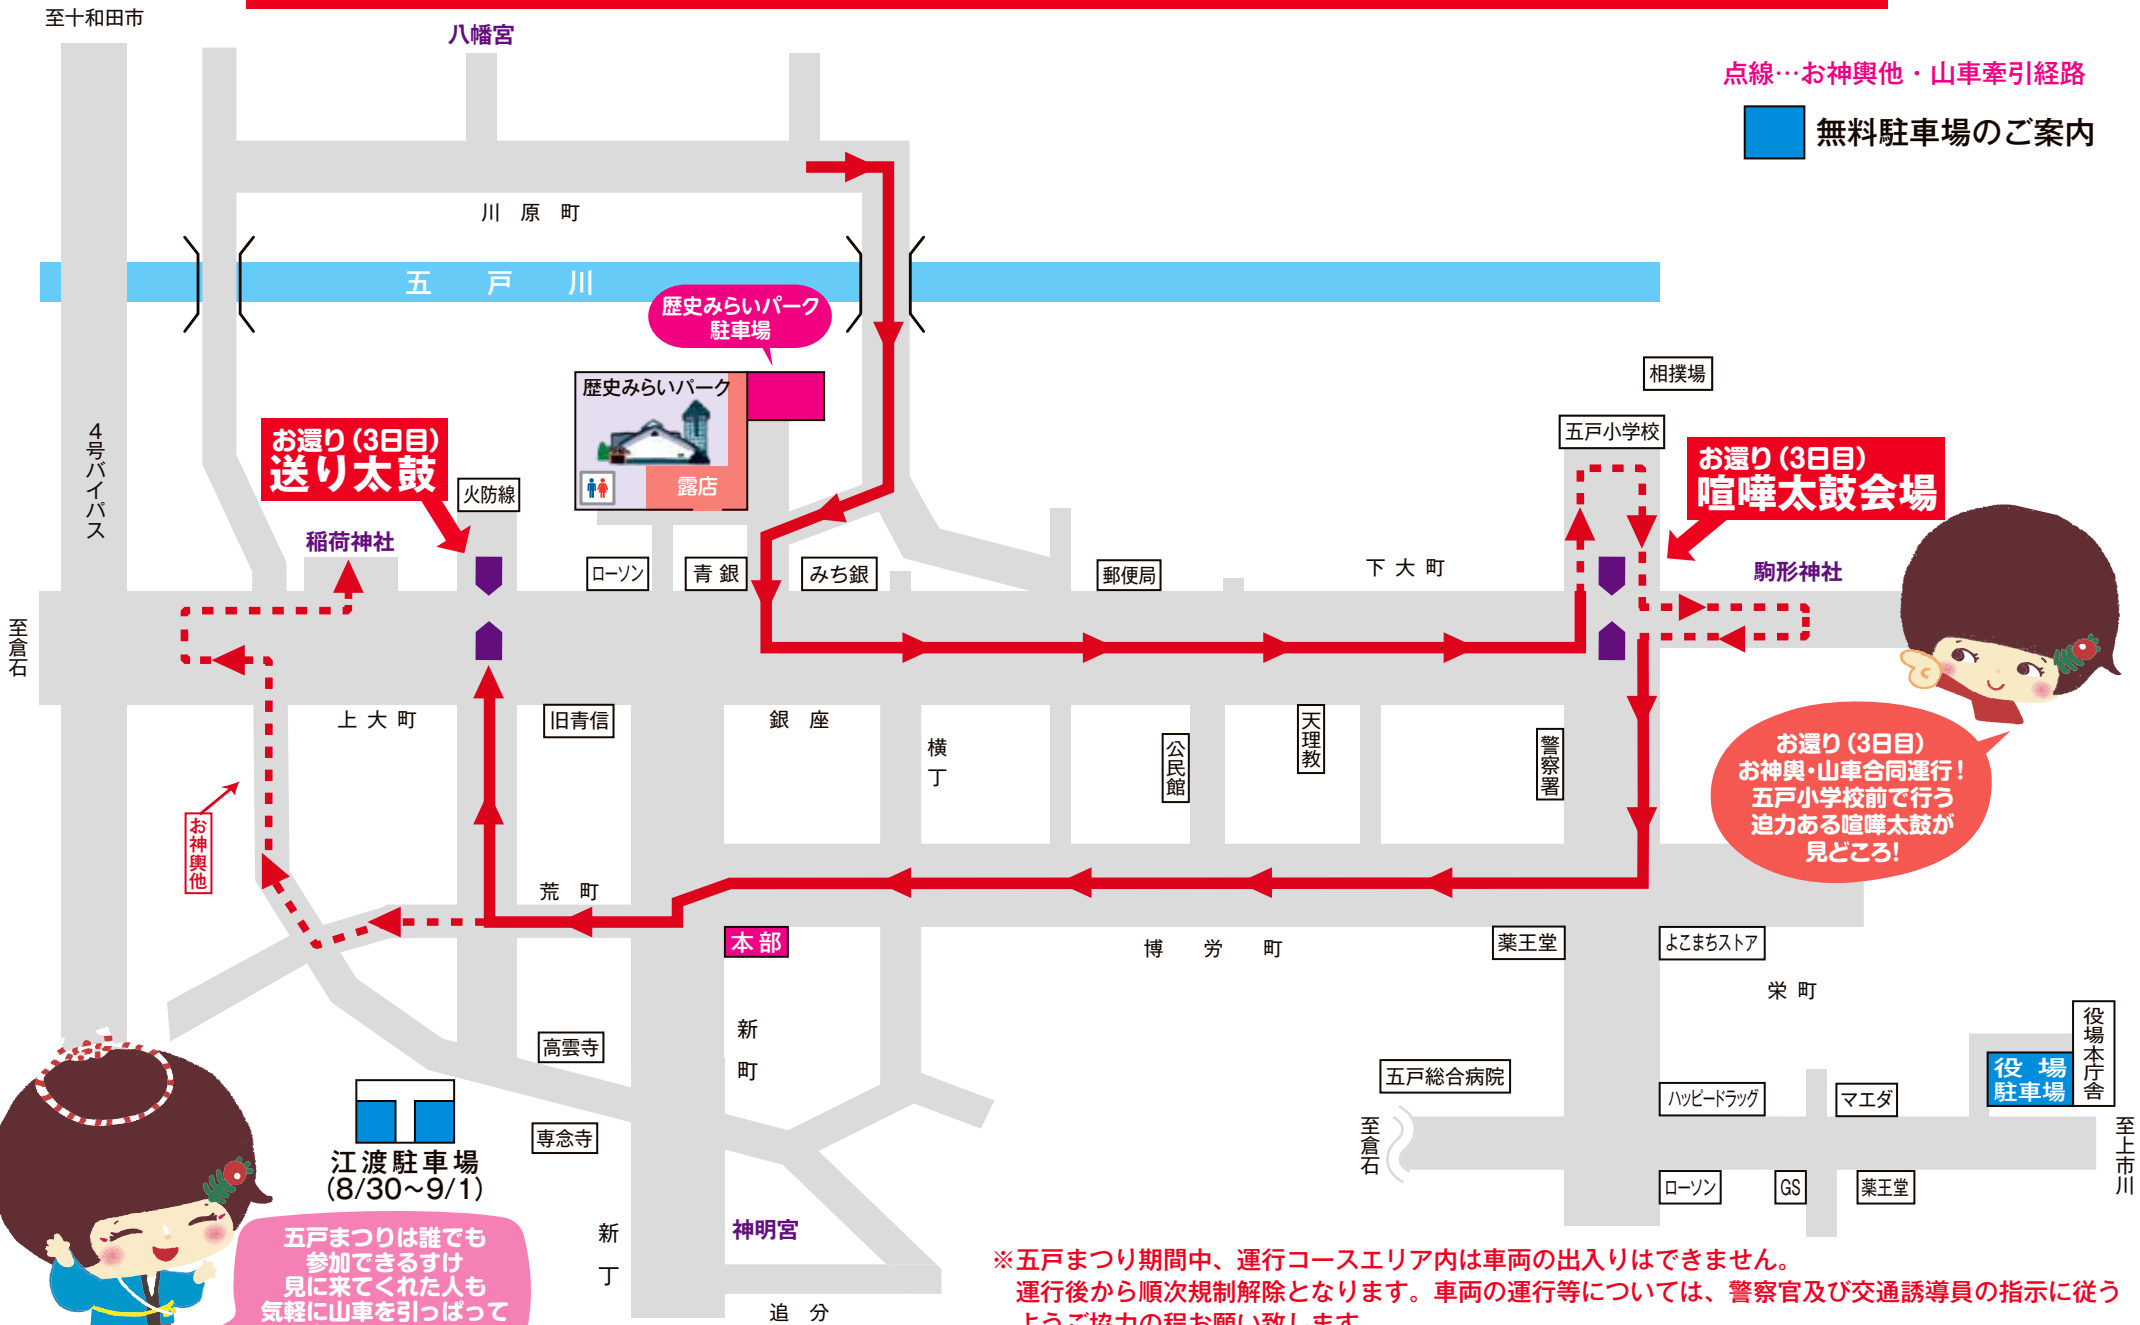 至十和田市
八幡宮
点線…お神輿他・山車牽引経路
無料駐車場のご案内
川原町
五戸川
歴史みらいパーク
駐車場
歴史みらいパーク
露店
相撲場
五戸小学校
お還り(3日目)
送り太鼓
お還り(3日目)
喧嘩太鼓会場
4号バイパス
火防線
稲荷神社
ローソン
青銀
みち銀
郵便局
下大町
駒形神社
至倉石
上大町
旧青信
銀座
横丁
公民館
天理教
警察署
お還り(3日目)
お神輿・山車合同運行!
五戸小学校前で行う
迫力ある喧嘩太鼓が
見どころ!
お神輿他
荒町
本部
博労町
薬王堂
よこまちストア
栄町
新町
高雲寺
専念寺
五戸総合病院
至倉石
ハッピードラッグ
マエダ
役場
駐車場
役場本庁舎
至上市川
ローソン
GS
薬王堂
江渡駐車場
(8/30～9/1)
新丁
神明宮
追分
五戸まつりは誰でも
参加できるすけ
見に来てくれた人も
気軽に山車を引っぱって
※五戸まつり期間中、運行コースエリア内は車両の出入りはできません。
運行後から順次規制解除となります。車両の運行等については、警察官及び交通誘導員の指示に従う
ようご協力の程お願い致します。